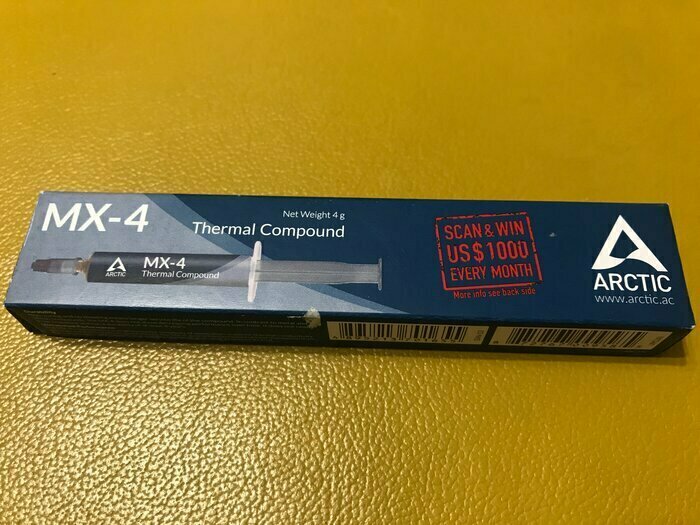 MX-4
Net Weight 4 g
Thermal Compound
ARCTIC
MX-4
Thermal Compound
SCAN & WIN
US$ 1000
EVERY MONTH
More info see back side
ARCTIC
www.arctic.ac
Durability